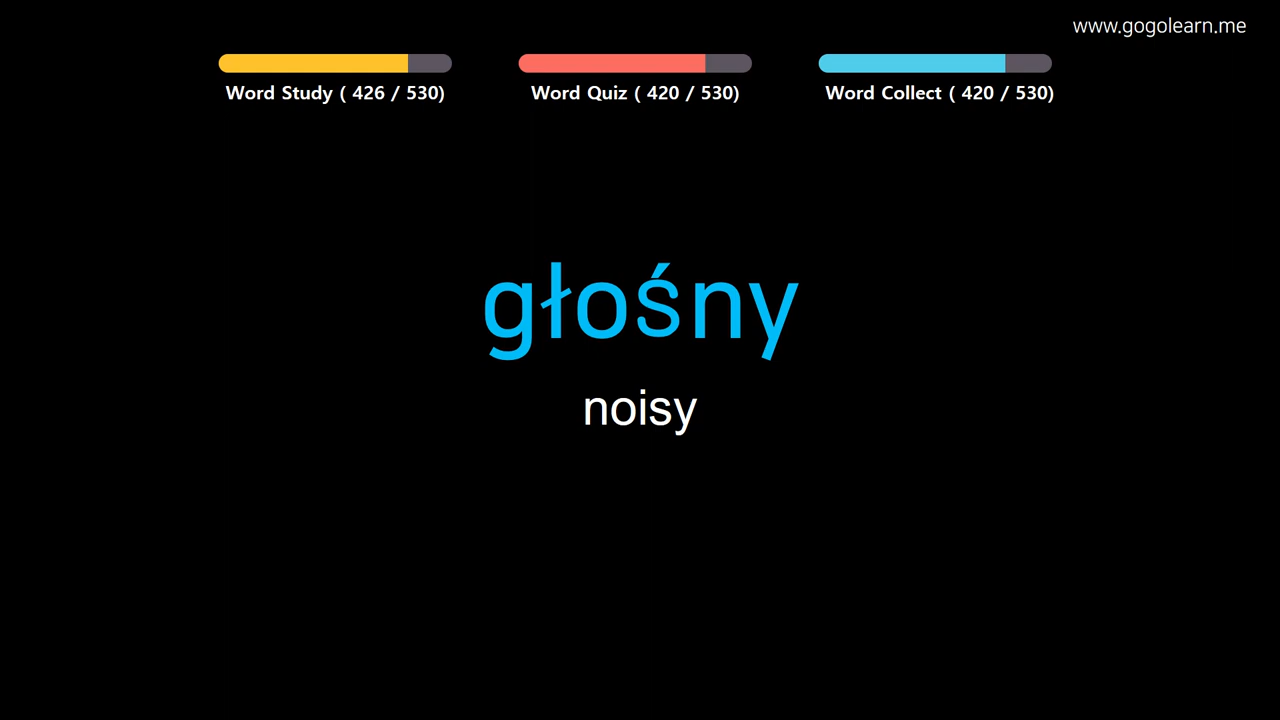 www.gogolearn.me
Word Study ( 426 / 530)
Word Quiz ( 420 / 530)
Word Collect ( 420 / 530)
głośny
noisy